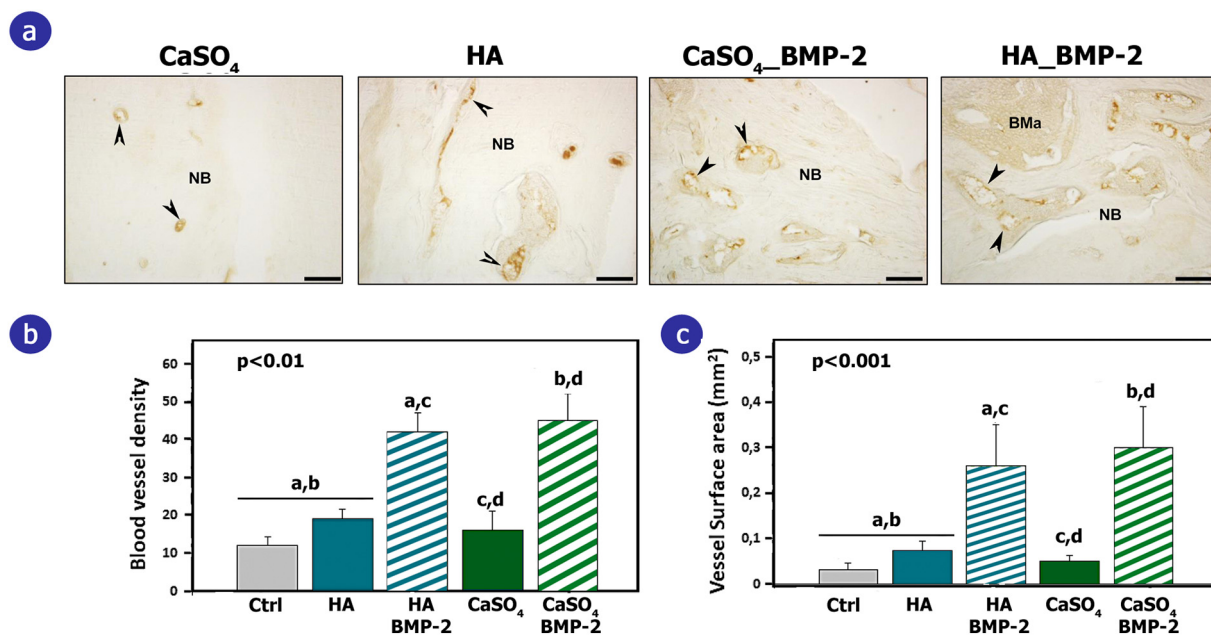 a
CaSO₄
HA
CaSO₄_BMP-2
HA_BMP-2
NB
NB
NB
BMa
NB
b
Blood vessel density
p<0.01
60
50
40
30
20
10
0
a,b
a,c
c,d
b,d
Ctrl
HA
HA
BMP-2
CaSO₄
CaSO₄
BMP-2
c
Vessel Surface area (mm²)
p<0.001
0,5
0,4
0,3
0,2
0,1
0
a,b
a,c
c,d
b,d
Ctrl
HA
HA
BMP-2
CaSO₄
CaSO₄
BMP-2